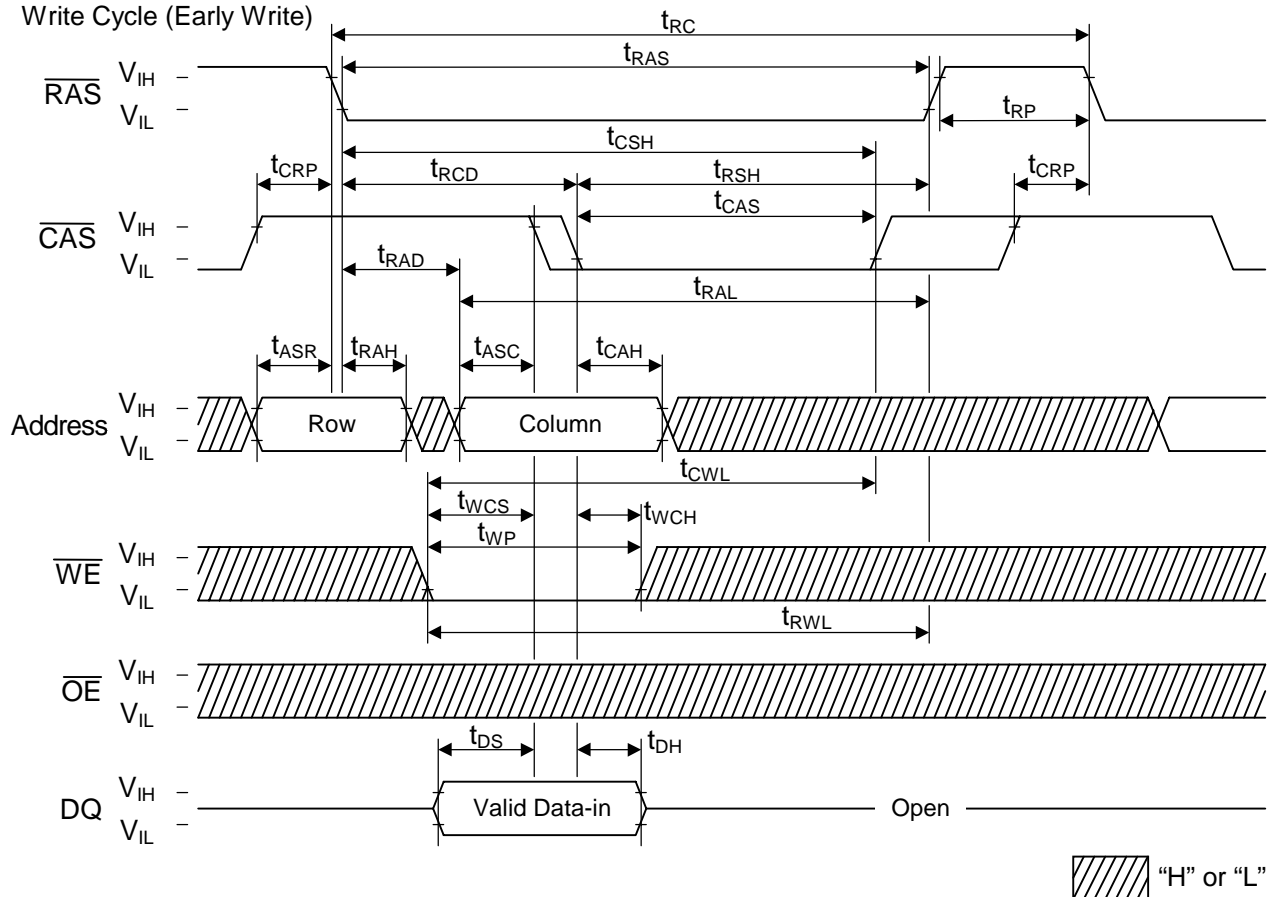 Write Cycle (Early Write)
tRC
RAS
VIH
VIL
tRAS
tRP
tCSH
tCRP
tRCD
tRSH
tCRP
CAS
VIH
VIL
tCAS
tRAD
tRAL
tASR
tRAH
tASC
tCAH
Address
VIH
VIL
Row
Column
tCWL
tWCS
tWCH
tWP
WE
VIH
VIL
tRWL
OE
VIH
VIL
tDS
tDH
DQ
VIH
VIL
Valid Data-in
Open
“H” or “L”